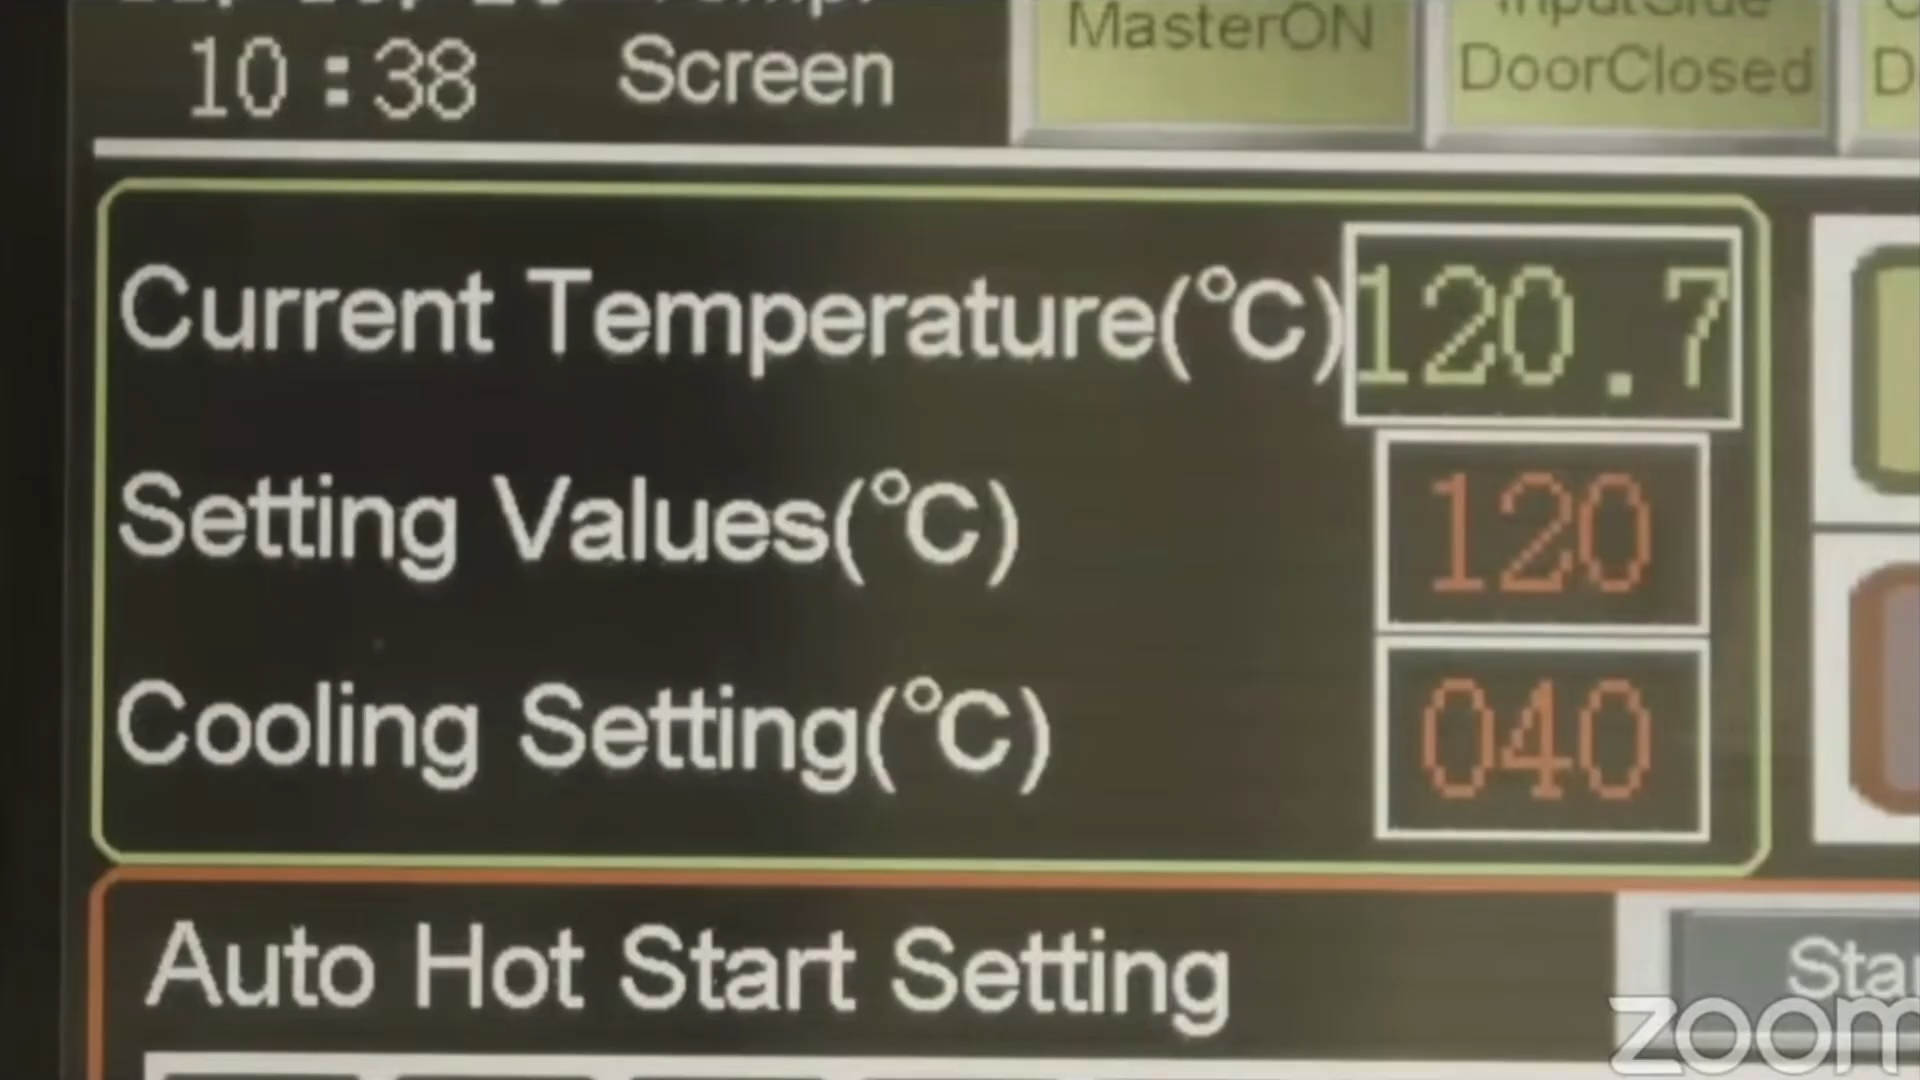 10:38
Screen
MasterON
DoorClosed
Current Temperature(℃) 120.7
Setting Values(℃) 120
Cooling Setting(℃) 040
Auto Hot Start Setting
zoom